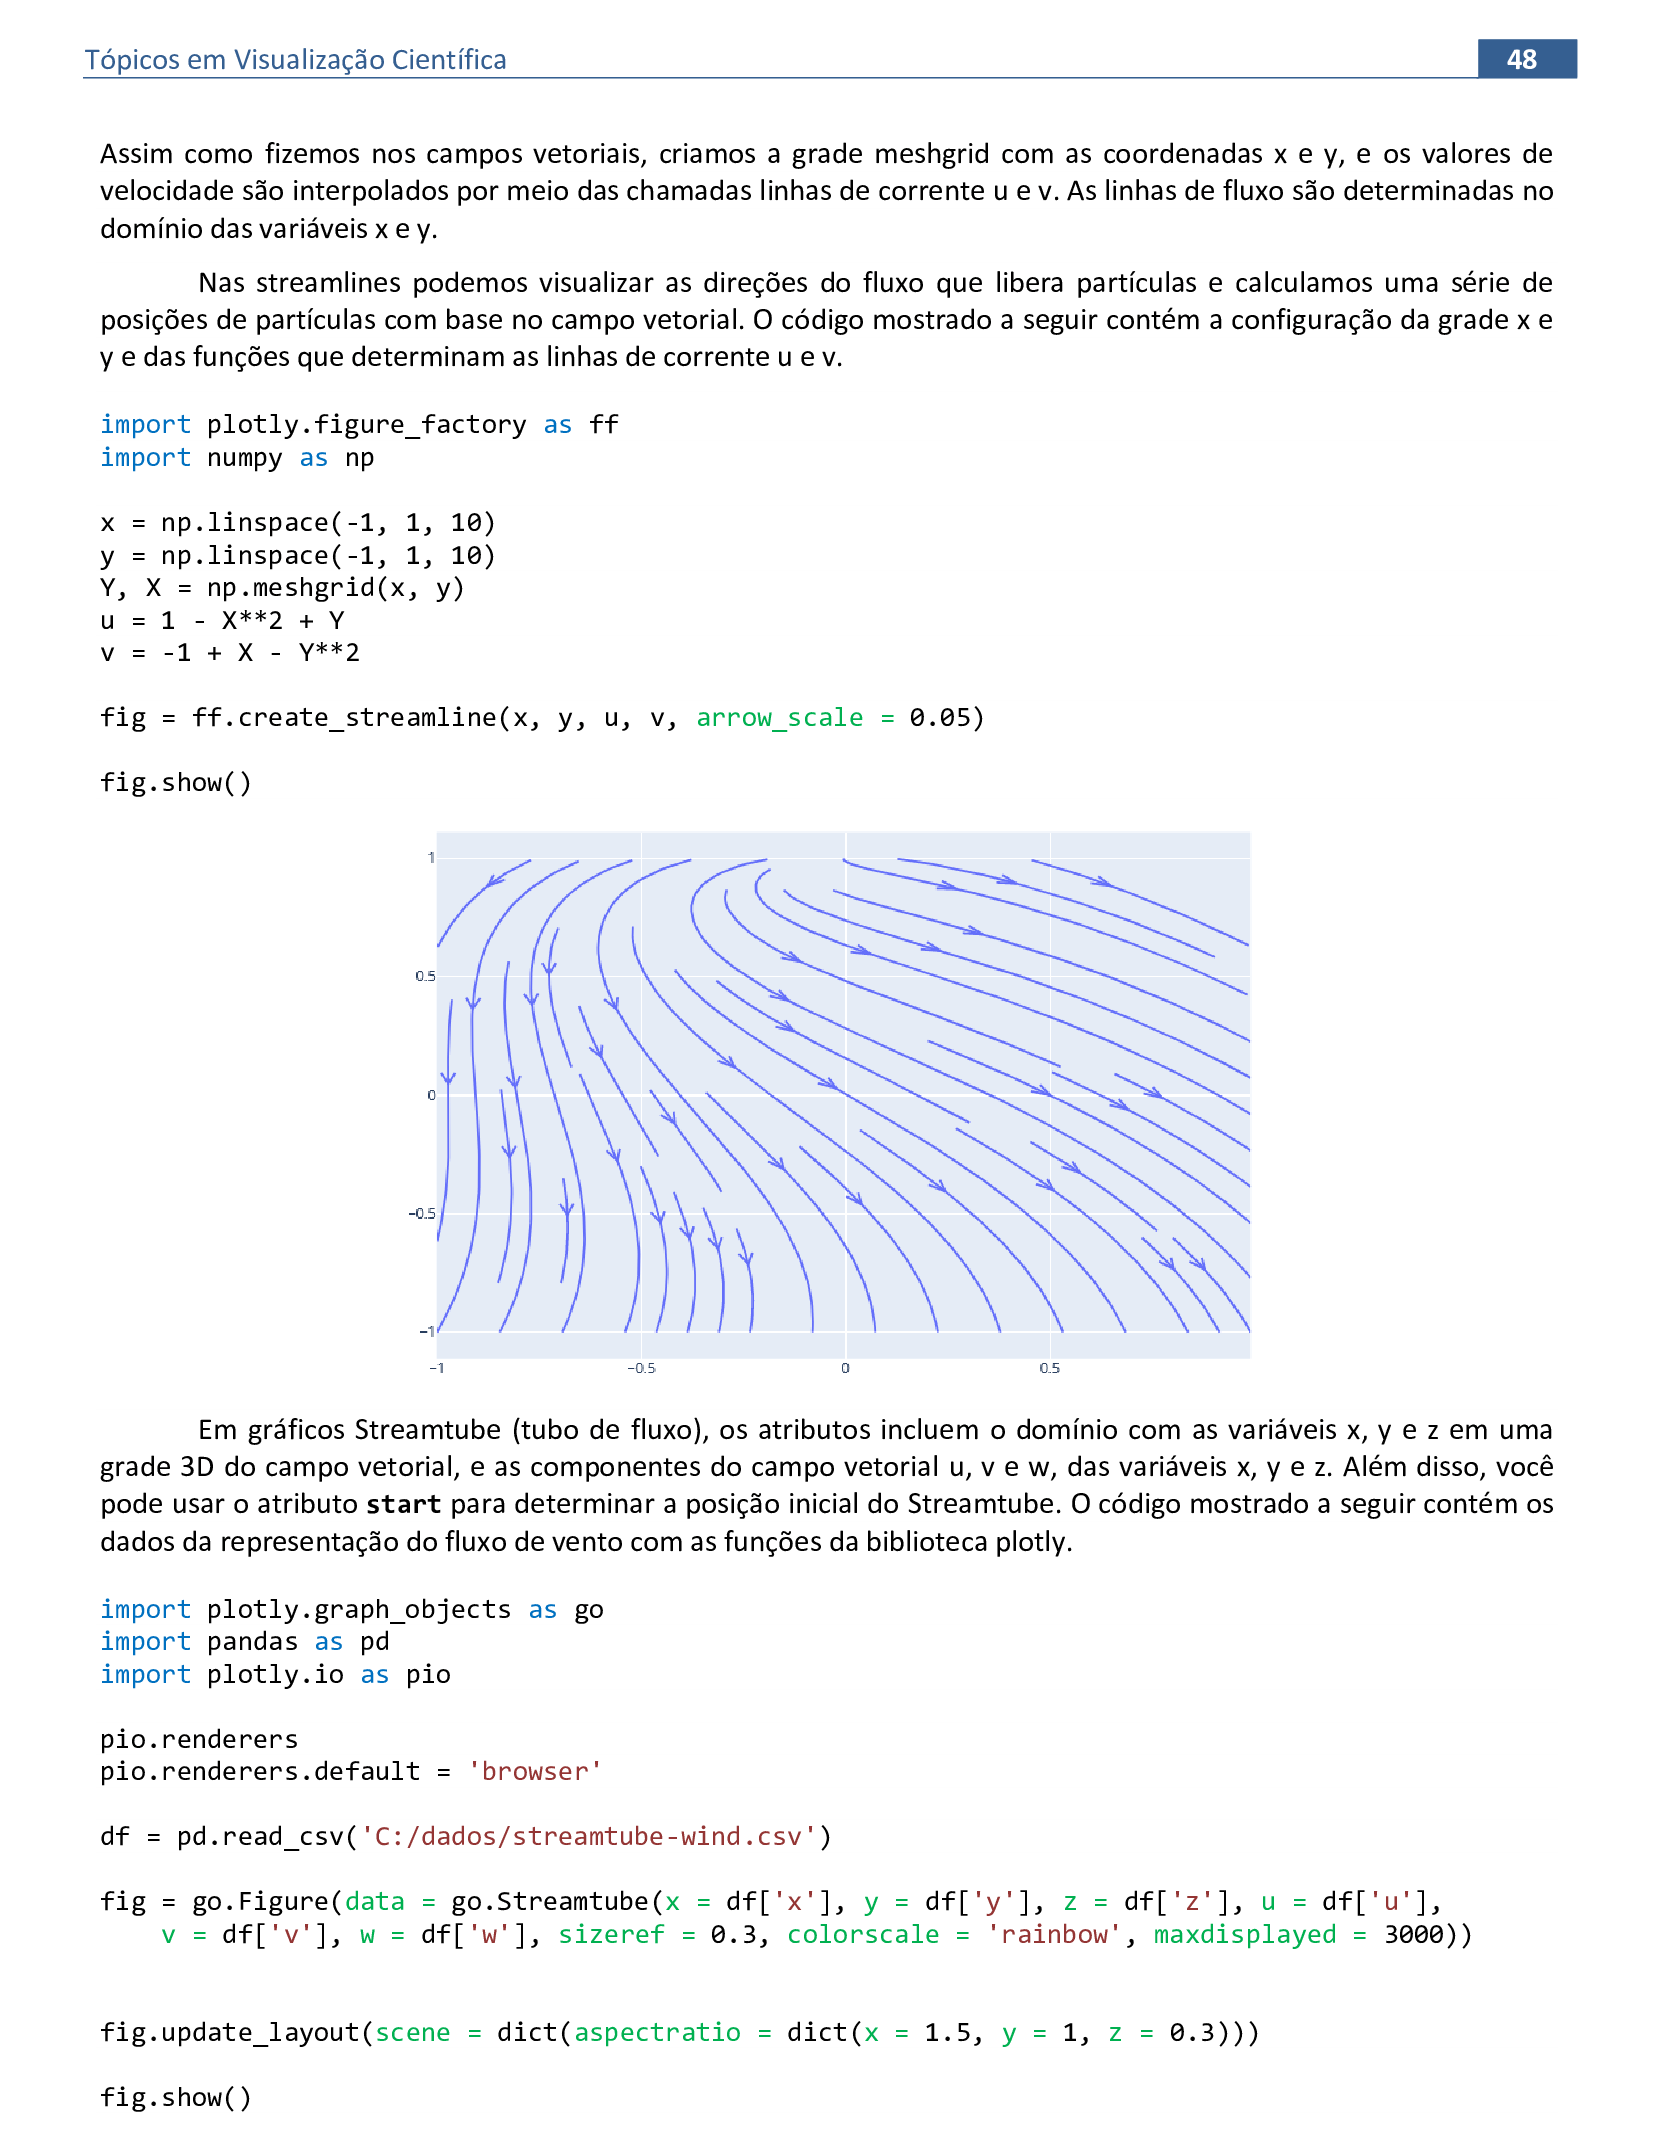 Tópicos em Visualização Científica 48
Assim como fizemos nos campos vetoriais, criamos a grade meshgrid com as coordenadas x e y, e os valores de
velocidade são interpolados por meio das chamadas linhas de corrente u e v. As linhas de fluxo são determinadas no
domínio das variáveis x e y.
Nas streamlines podemos visualizar as direções do fluxo que libera partículas e calculamos uma série de
posições de partículas com base no campo vetorial. O código mostrado a seguir contém a configuração da grade x e
y e das funções que determinam as linhas de corrente u e v.
import plotly.figure_factory as ff
import numpy as np
x = np.linspace(-1, 1, 10)
y = np.linspace(-1, 1, 10)
Y, X = np.meshgrid(x, y)
u = 1 - X**2 + Y
v = -1 + X - Y**2
fig = ff.create_streamline(x, y, u, v, arrow_scale = 0.05)
fig.show()
1
0.5
0
−0.5
−1
−1 −0.5 0 0.5
Em gráficos Streamtube (tubo de fluxo), os atributos incluem o domínio com as variáveis x, y e z em uma
grade 3D do campo vetorial, e as componentes do campo vetorial u, v e w, das variáveis x, y e z. Além disso, você
pode usar o atributo start para determinar a posição inicial do Streamtube. O código mostrado a seguir contém os
dados da representação do fluxo de vento com as funções da biblioteca plotly.
import plotly.graph_objects as go
import pandas as pd
import plotly.io as pio
pio.renderers
pio.renderers.default = 'browser'
df = pd.read_csv('C:/dados/streamtube-wind.csv')
fig = go.Figure(data = go.Streamtube(x = df['x'], y = df['y'], z = df['z'], u = df['u'],
v = df['v'], w = df['w'], sizeref = 0.3, colorscale = 'rainbow', maxdisplayed = 3000))
fig.update_layout(scene = dict(aspectratio = dict(x = 1.5, y = 1, z = 0.3)))
fig.show()